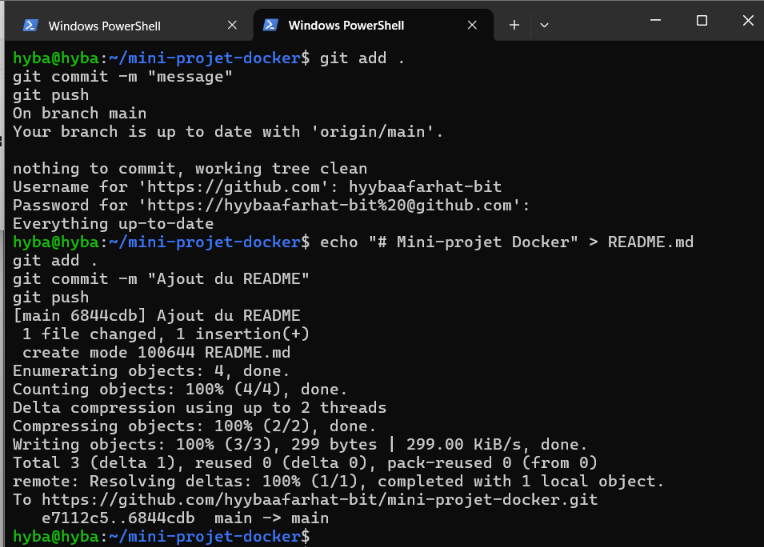 Windows PowerShell
Windows PowerShell
hyba@hyba:~/mini-projet-docker$ git add .
git commit -m "message"
git push
On branch main
Your branch is up to date with 'origin/main'.
nothing to commit, working tree clean
Username for 'https://github.com': hyybaafarhat-bit
Password for 'https://hyybaafarhat-bit%20@github.com':
Everything up-to-date
hyba@hyba:~/mini-projet-docker$ echo "# Mini-projet Docker" > README.md
git add .
git commit -m "Ajout du README"
git push
[main 6844cdb] Ajout du README
 1 file changed, 1 insertion(+)
 create mode 100644 README.md
Enumerating objects: 4, done.
Counting objects: 100% (4/4), done.
Delta compression using up to 2 threads
Compressing objects: 100% (2/2), done.
Writing objects: 100% (3/3), 299 bytes | 299.00 KiB/s, done.
Total 3 (delta 1), reused 0 (delta 0), pack-reused 0 (from 0)
remote: Resolving deltas: 100% (1/1), completed with 1 local object.
To https://github.com/hyybaafarhat-bit/mini-projet-docker.git
   e7112c5..6844cdb  main -> main
hyba@hyba:~/mini-projet-docker$